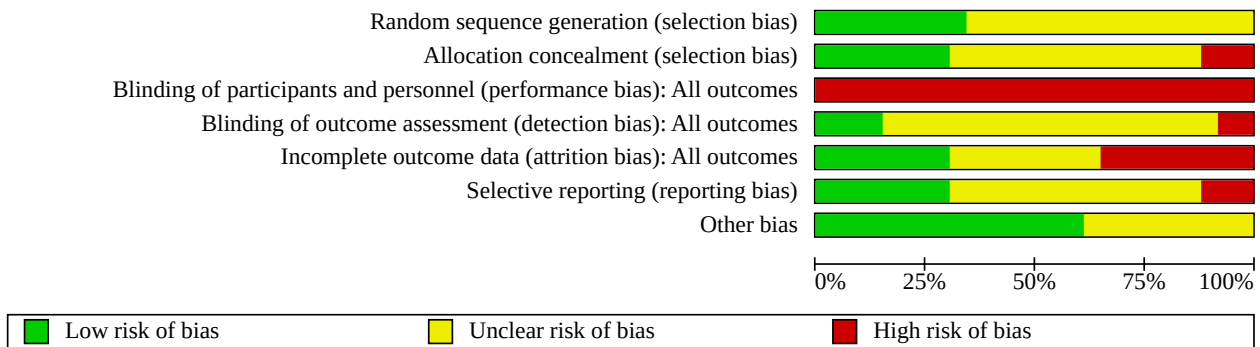 Random sequence generation (selection bias)
Allocation concealment (selection bias)
Blinding of participants and personnel (performance bias): All outcomes
Blinding of outcome assessment (detection bias): All outcomes
Incomplete outcome data (attrition bias): All outcomes
Selective reporting (reporting bias)
Other bias
0% 25% 50% 75% 100%
Low risk of bias Unclear risk of bias High risk of bias